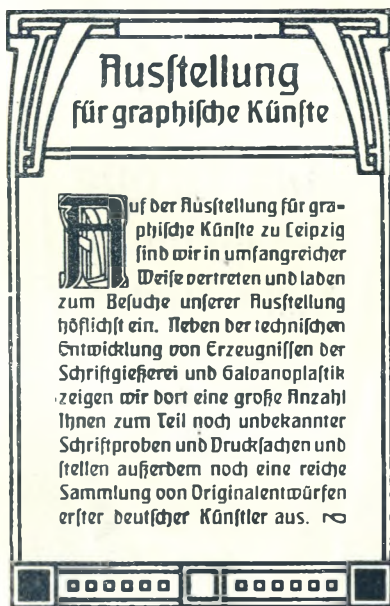 Ausſtellung
für graphiſche Künſte
Auf der Ausſtellung für gra-
phiſche Künſte zu Leipzig
ſind wir in umfangreicher
Weiſe vertreten und laden
zum Beſuche unſerer Ausſtellung
höflichſt ein. Neben der techniſchen
Entwicklung von Erzeugniſſen der
Schriftgießerei und Galvanoplaſtik
zeigen wir dort eine große Anzahl
Ihnen zum Teil noch unbekannter
Schriftproben und Druckſachen und
ſtellen außerdem noch eine reiche
Sammlung von Originalentwürfen
erſter deutſcher Künſtler aus.